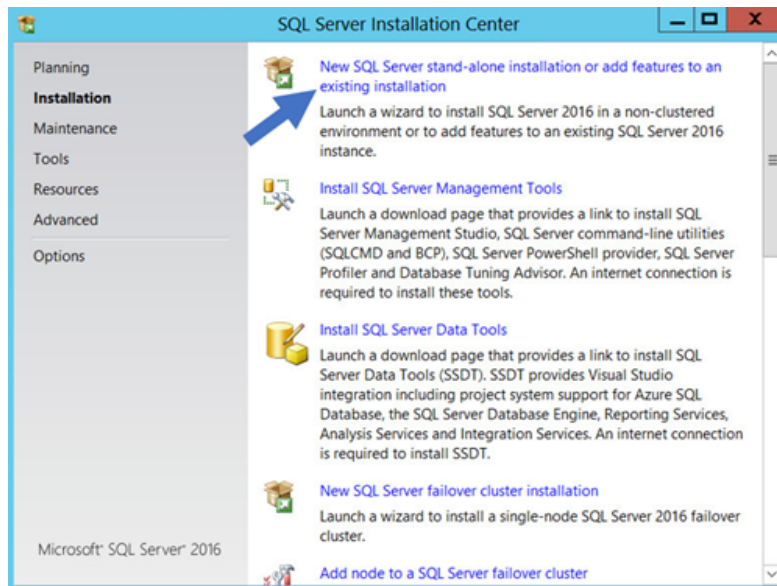 SQL Server Installation Center
Planning
Installation
Maintenance
Tools
Resources
Advanced
Options
Microsoft® SQL Server® 2016
New SQL Server stand-alone installation or add features to an
existing installation
Launch a wizard to install SQL Server 2016 in a non-clustered
environment or to add features to an existing SQL Server 2016
instance.
Install SQL Server Management Tools
Launch a download page that provides a link to install SQL
Server Management Studio, SQL Server command-line utilities
(SQLCMD and BCP), SQL Server PowerShell provider, SQL Server
Profiler and Database Tuning Advisor. An internet connection is
required to install these tools.
Install SQL Server Data Tools
Launch a download page that provides a link to install SQL
Server Data Tools (SSDT). SSDT provides Visual Studio
integration including project system support for Azure SQL
Database, the SQL Server Database Engine, Reporting Services,
Analysis Services and Integration Services. An internet connection
is required to install SSDT.
New SQL Server failover cluster installation
Launch a wizard to install a single-node SQL Server 2016 failover
cluster.
Add node to a SQL Server failover cluster